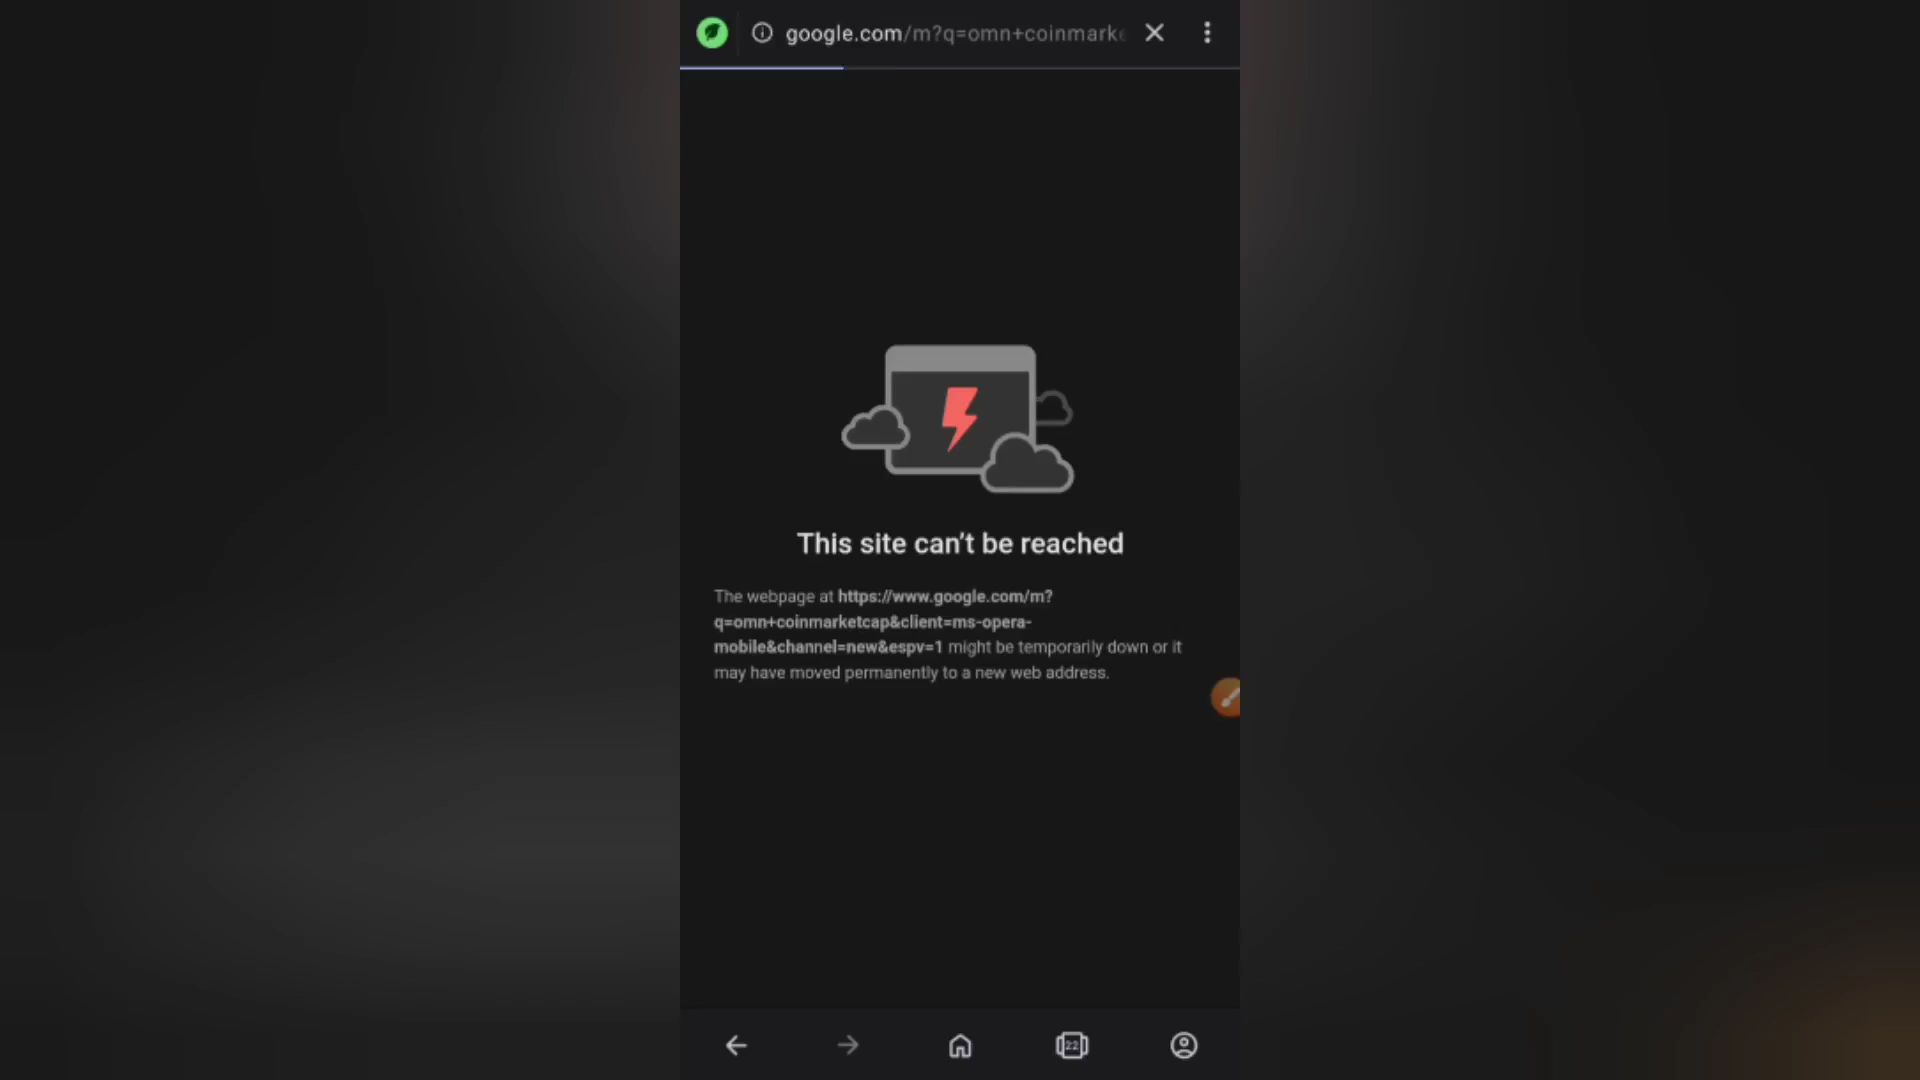 google.com/m?q=omn+coinmarke
This site can't be reached
The webpage at https://www.google.com/m?
q=omn+coinmarketcap&client=ms-opera-
mobile&channel=new&espv=1 might be temporarily down or it
may have moved permanently to a new web address.
22